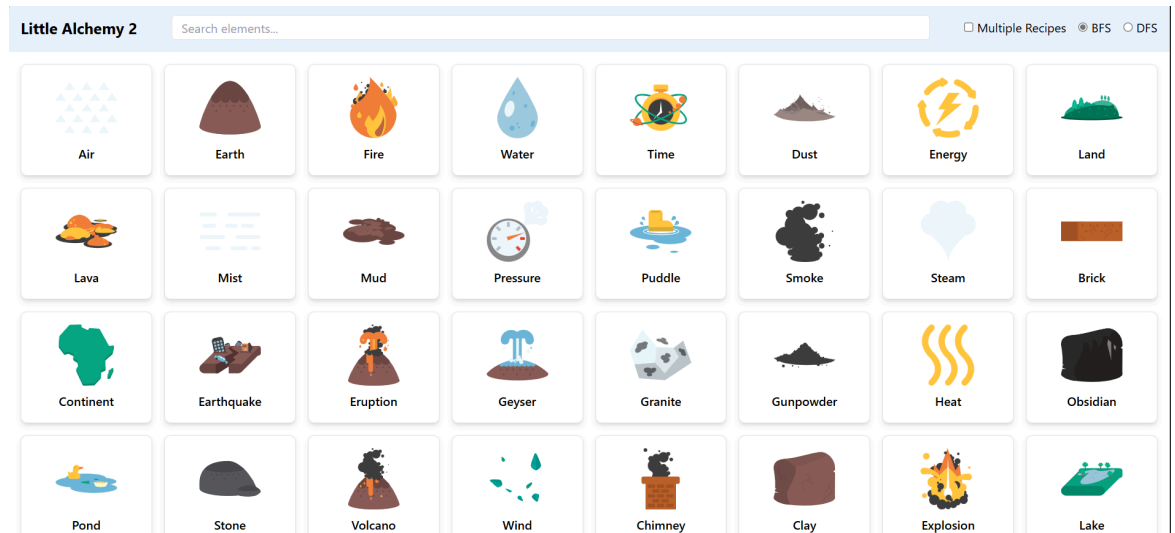 Little Alchemy 2
Search elements...
Multiple Recipes
BFS
DFS
Air
Earth
Fire
Water
Time
Dust
Energy
Land
Lava
Mist
Mud
Pressure
Puddle
Smoke
Steam
Brick
Continent
Earthquake
Eruption
Geyser
Granite
Gunpowder
Heat
Obsidian
Pond
Stone
Volcano
Wind
Chimney
Clay
Explosion
Lake